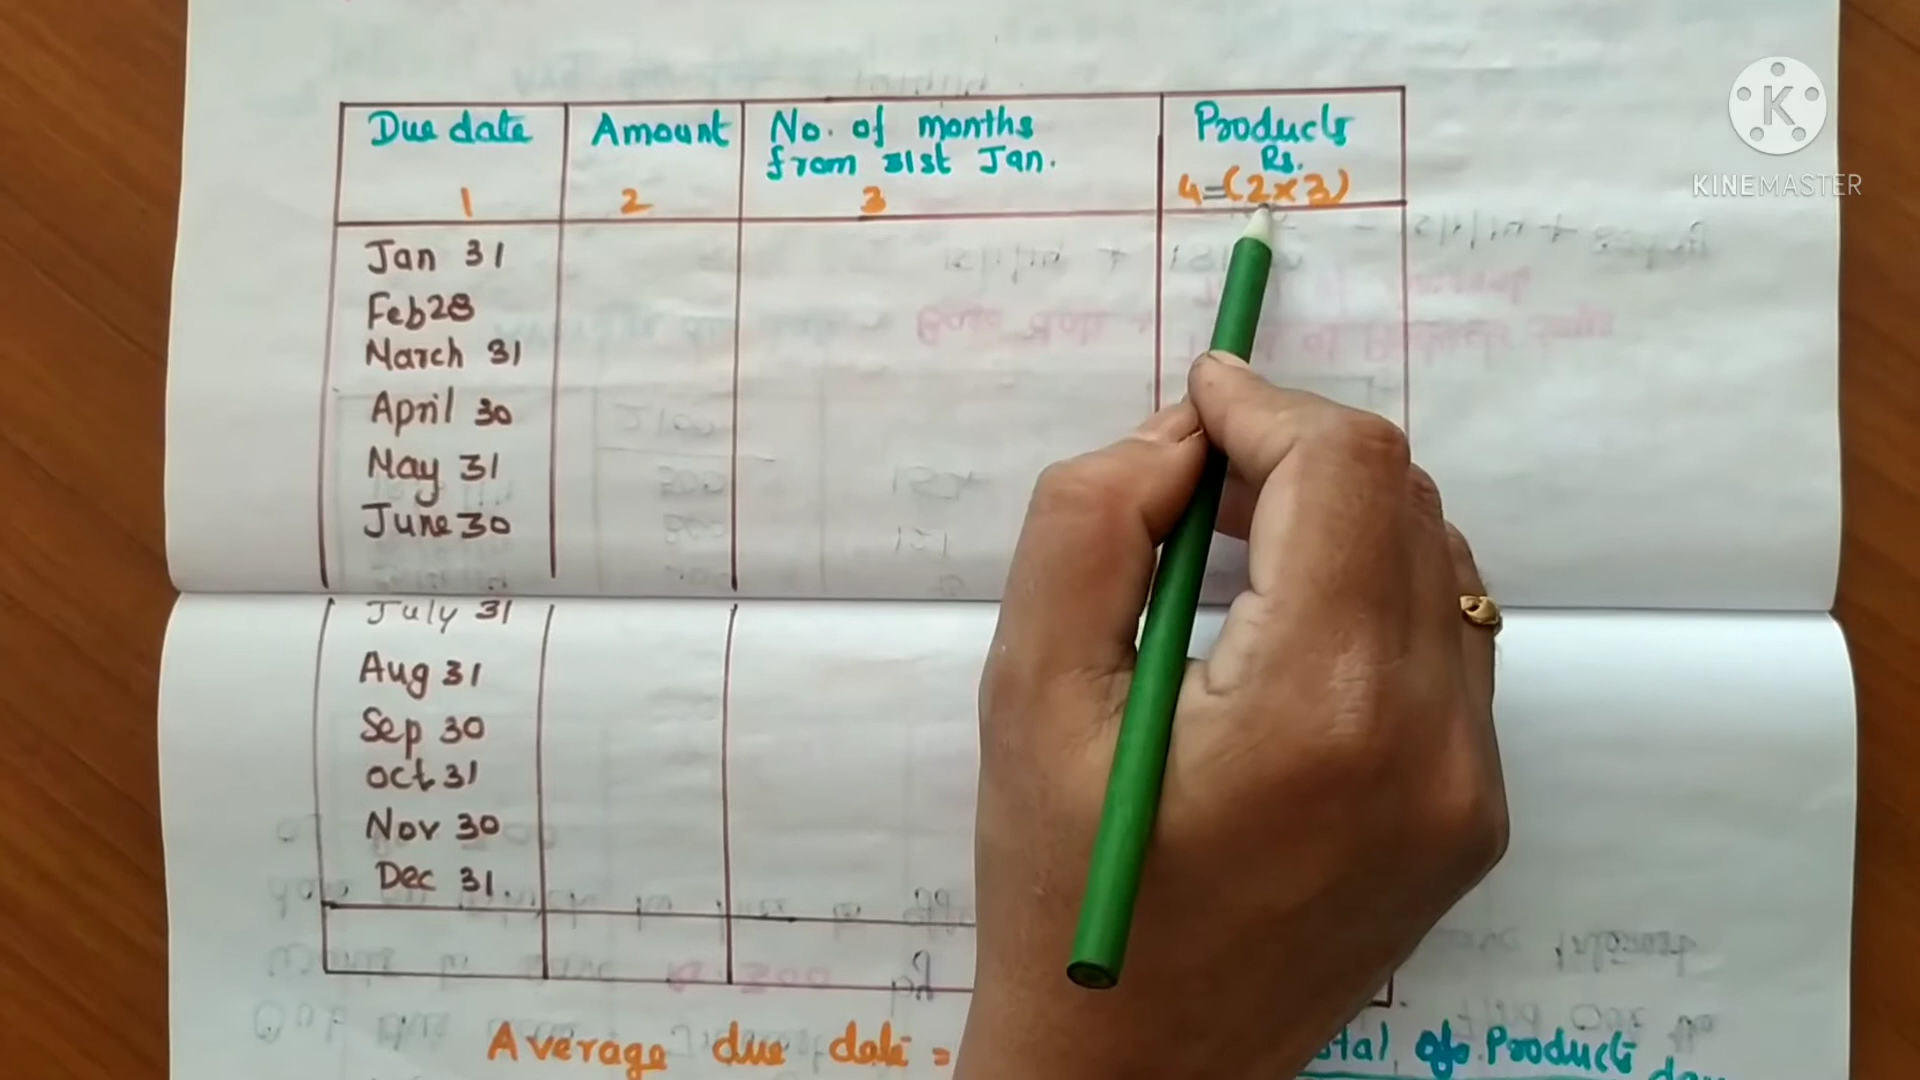 Due date Amount No. of months Products
from 31st Jan. Rs.
1 2 3 4=(2x3)
Jan 31
Feb 28
March 31
April 30
May 31
June 30
July 31
Aug 31
Sep 30
Oct 31
Nov 30
Dec 31.
Average due date = of Products
KINEMASTER